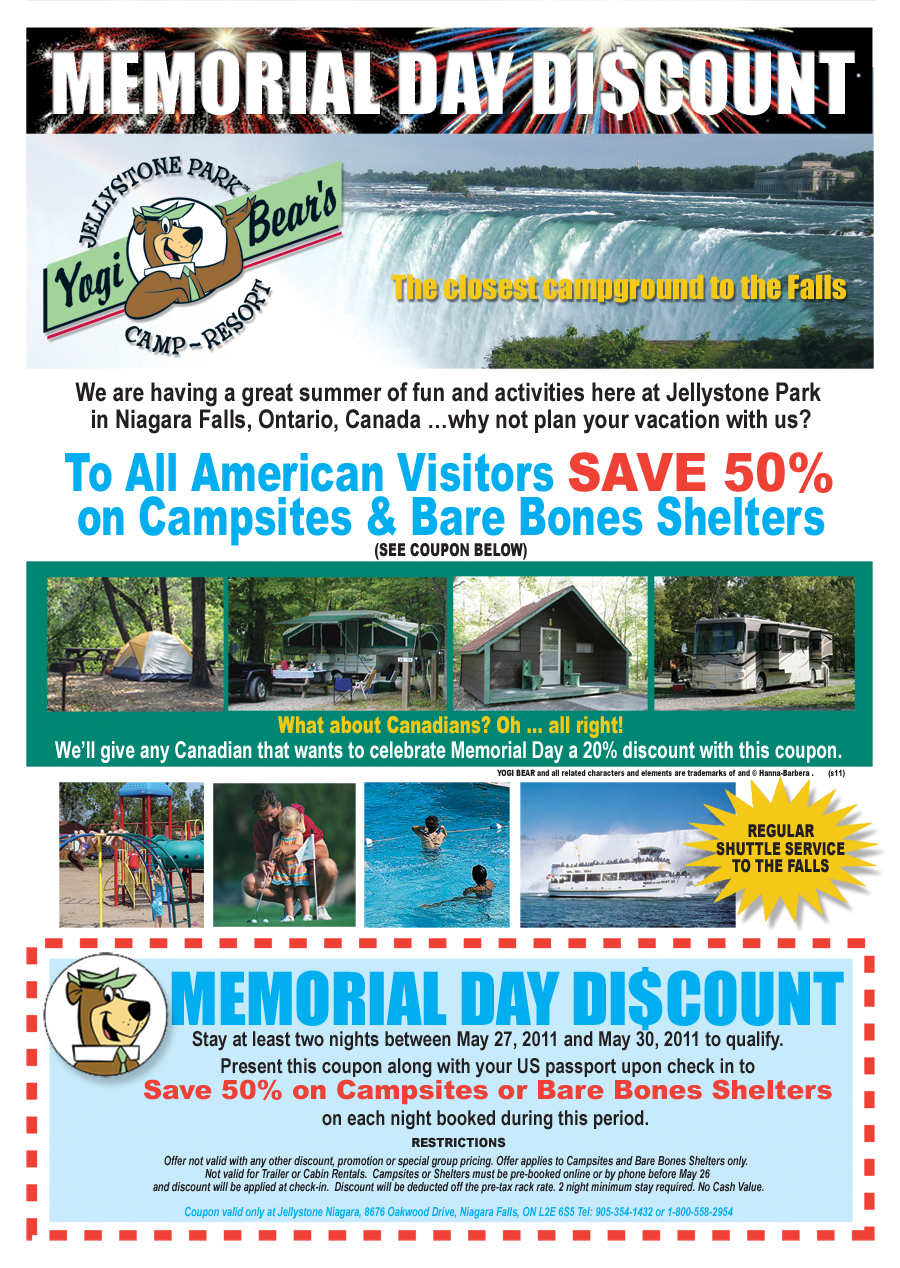 MEMORIAL DAY DI$COUNT
JELLYSTONE PARK™
Yogi Bear's
CAMP-RESORT
The closest campground to the Falls
We are having a great summer of fun and activities here at Jellystone Park
in Niagara Falls, Ontario, Canada …why not plan your vacation with us?
To All American Visitors SAVE 50%
on Campsites & Bare Bones Shelters
(SEE COUPON BELOW)
What about Canadians? Oh ... all right!
We'll give any Canadian that wants to celebrate Memorial Day a 20% discount with this coupon.
YOGI BEAR and all related characters and elements are trademarks of and © Hanna-Barbera . (s11)
REGULAR
SHUTTLE SERVICE
TO THE FALLS
MEMORIAL DAY DI$COUNT
Stay at least two nights between May 27, 2011 and May 30, 2011 to qualify.
Present this coupon along with your US passport upon check in to
Save 50% on Campsites or Bare Bones Shelters
on each night booked during this period.
RESTRICTIONS
Offer not valid with any other discount, promotion or special group pricing. Offer applies to Campsites and Bare Bones Shelters only.
Not valid for Trailer or Cabin Rentals. Campsites or Shelters must be pre-booked online or by phone before May 26
and discount will be applied at check-in. Discount will be deducted off the pre-tax rack rate. 2 night minimum stay required. No Cash Value.
Coupon valid only at Jellystone Niagara, 8676 Oakwood Drive, Niagara Falls, ON L2E 6S5 Tel: 905-354-1432 or 1-800-558-2954